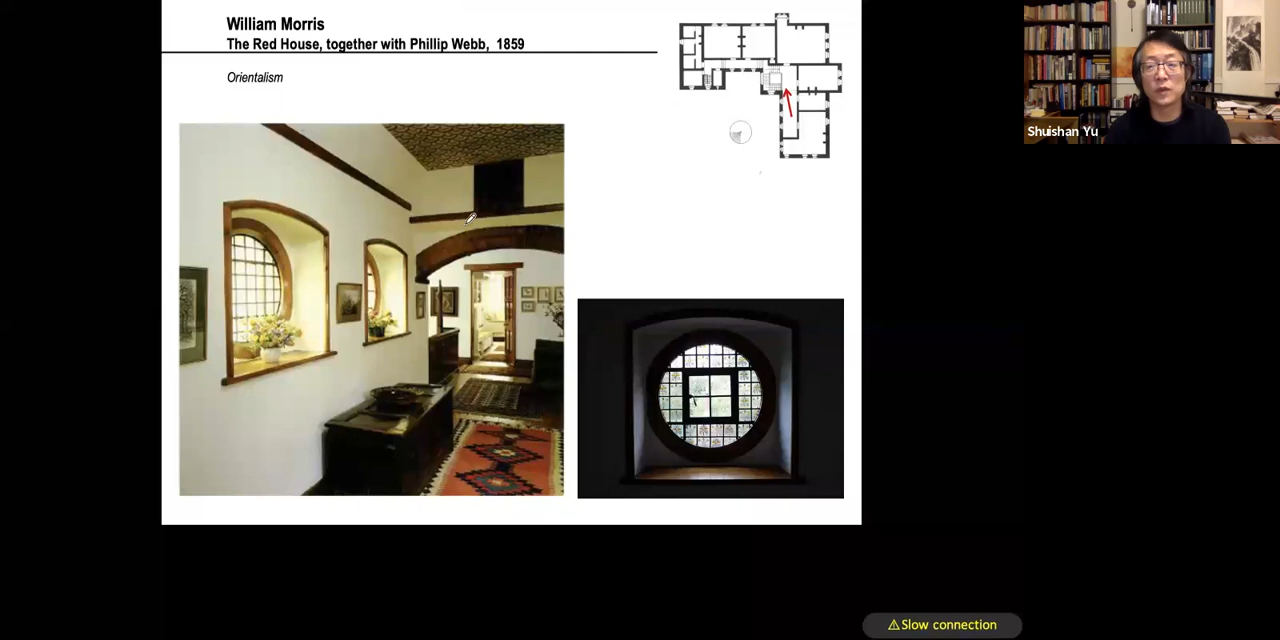 William Morris
The Red House, together with Phillip Webb, 1859
Orientalism
Shuishan Yu
⚠Slow connection